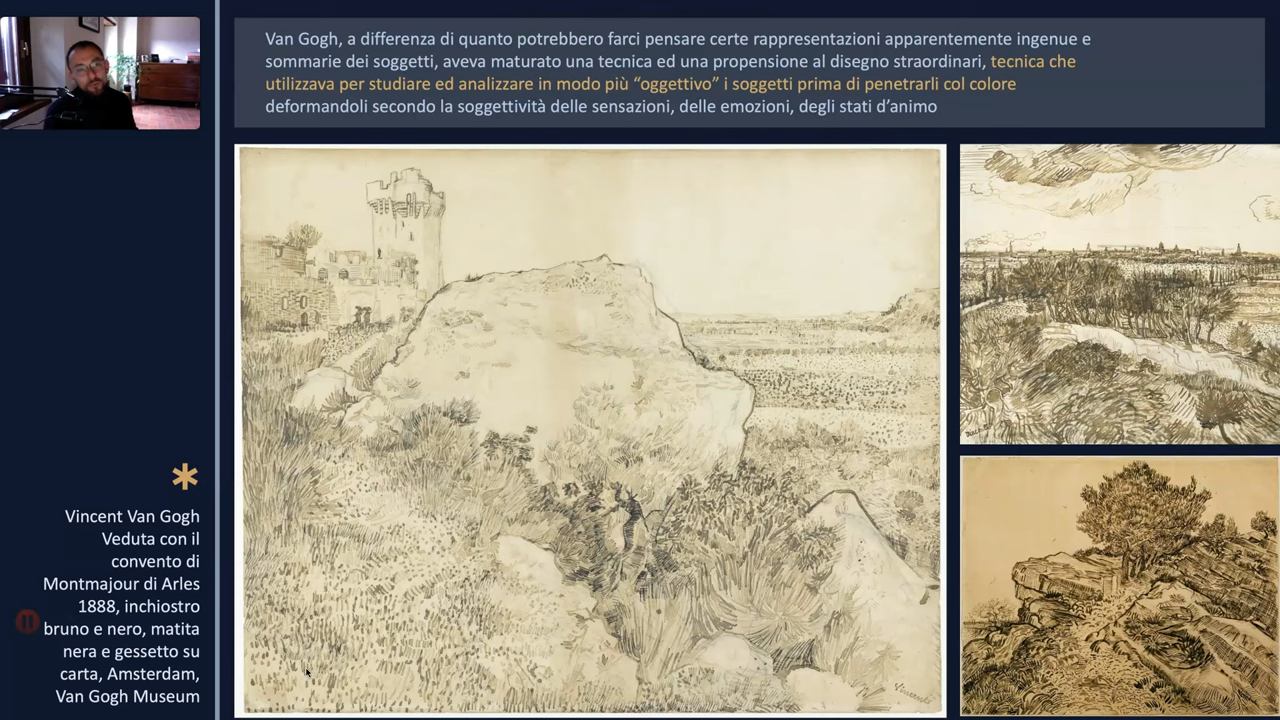 Van Gogh, a differenza di quanto potrebbero farci pensare certe rappresentazioni apparentemente ingenue e
sommarie dei soggetti, aveva maturato una tecnica ed una propensione al disegno straordinari, tecnica che
utilizzava per studiare ed analizzare in modo più “oggettivo” i soggetti prima di penetrarli col colore
deformandoli secondo la soggettività delle sensazioni, delle emozioni, degli stati d’animo
*
Vincent Van Gogh
Veduta con il
convento di
Montmajour di Arles
1888, inchiostro
bruno e nero, matita
nera e gessetto su
carta, Amsterdam,
Van Gogh Museum
Vincent